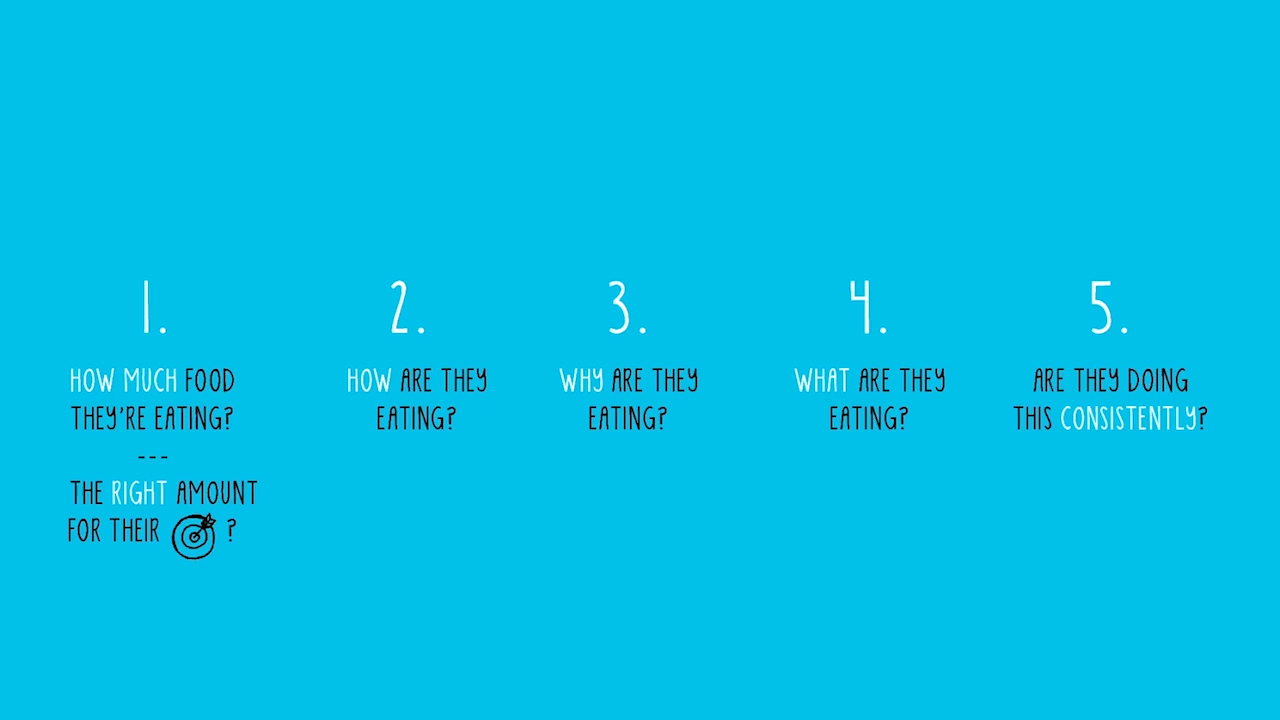 1.
HOW MUCH FOOD
THEY'RE EATING?
---
THE RIGHT AMOUNT
FOR THEIR ?
2.
HOW ARE THEY
EATING?
3.
WHY ARE THEY
EATING?
4.
WHAT ARE THEY
EATING?
5.
ARE THEY DOING
THIS CONSISTENTLY?